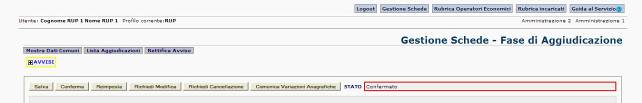 Logout Gestione Schede Rubrica Operatori Economici Rubrica incaricati Guida al Servizio
Utente: Cognome RUP 1 Nome RUP 1 Profilo corrente:RUP Amministrazione 2 Amministrazione 1
Gestione Schede - Fase di Aggiudicazione
Mostra Dati Comuni Lista Aggiudicazioni Rettifica Avviso
AVVISI
Salva Conferma Reimposta Richiedi Modifica Richiedi Cancellazione Comunica Variazioni Anagrafiche STATO Confermato